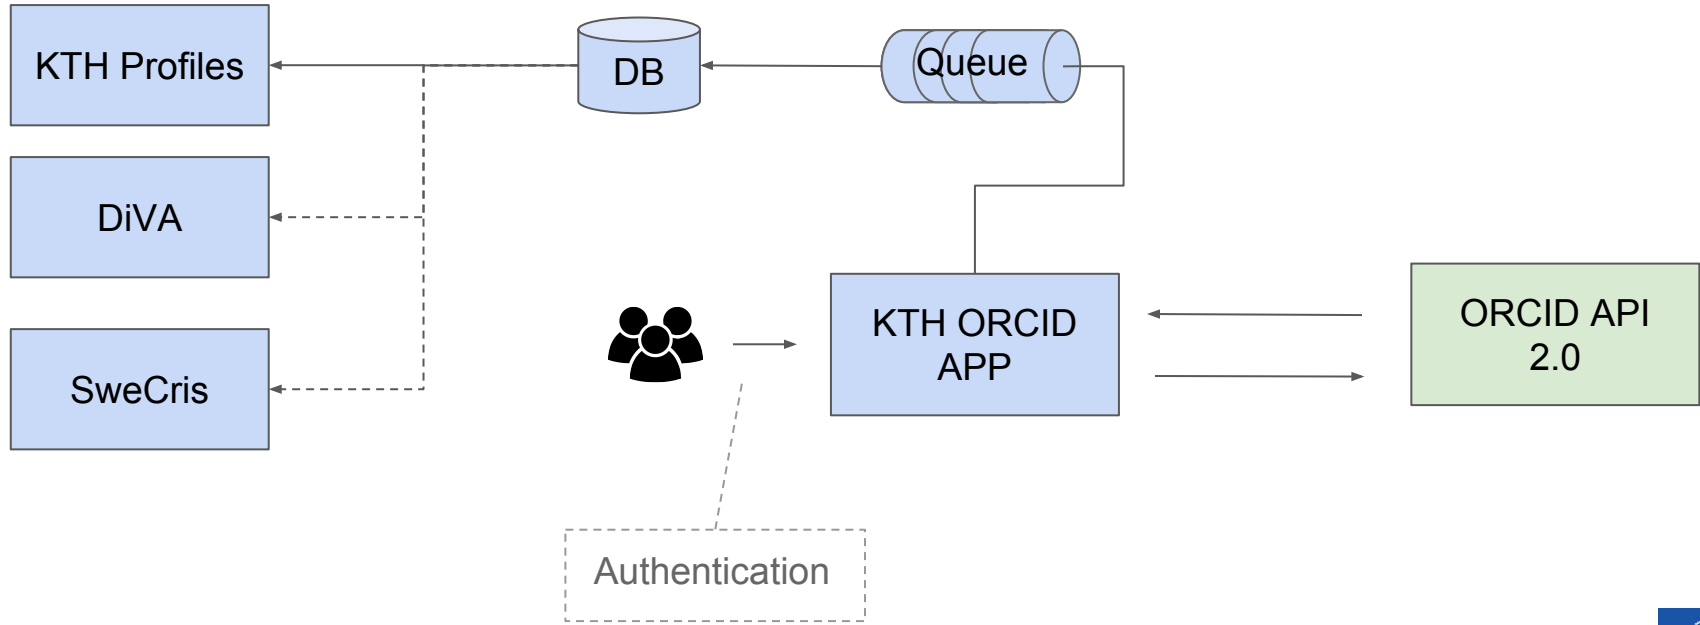 KTH Profiles
DB
Queue
DiVA
KTH ORCID
APP
ORCID API
2.0
SweCris
Authentication